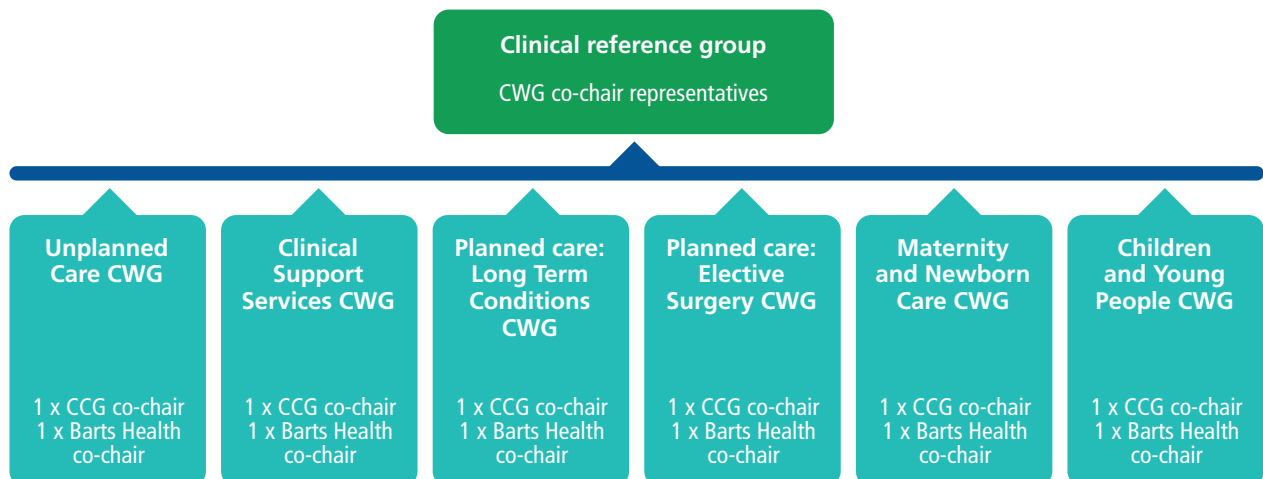 Clinical reference group
CWG co-chair representatives
Unplanned
Care CWG
1 x CCG co-chair
1 x Barts Health
co-chair
Clinical
Support
Services CWG
1 x CCG co-chair
1 x Barts Health
co-chair
Planned care:
Long Term
Conditions
CWG
1 x CCG co-chair
1 x Barts Health
co-chair
Planned care:
Elective
Surgery CWG
1 x CCG co-chair
1 x Barts Health
co-chair
Maternity
and Newborn
Care CWG
1 x CCG co-chair
1 x Barts Health
co-chair
Children
and Young
People CWG
1 x CCG co-chair
1 x Barts Health
co-chair